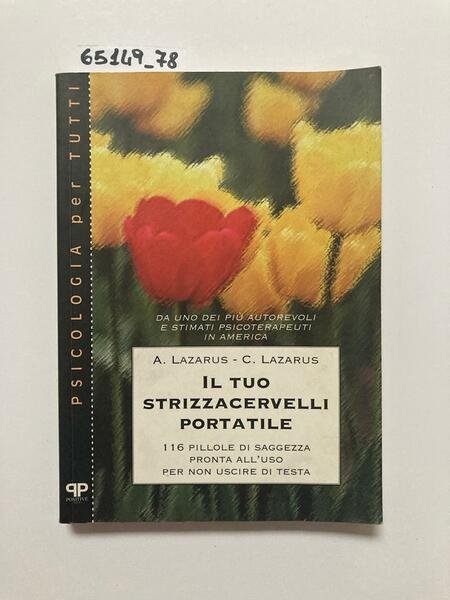 65149_78
PSICOLOGIA per TUTTI
DA UNO DEI PIÙ AUTOREVOLI
E STIMATI PSICOTERAPEUTI
IN AMERICA
A. LAZARUS - C. LAZARUS
IL TUO
STRIZZACERVELLI
PORTATILE
116 PILLOLE DI SAGGEZZA
PRONTA ALL'USO
PER NON USCIRE DI TESTA
PP
POSITIVE